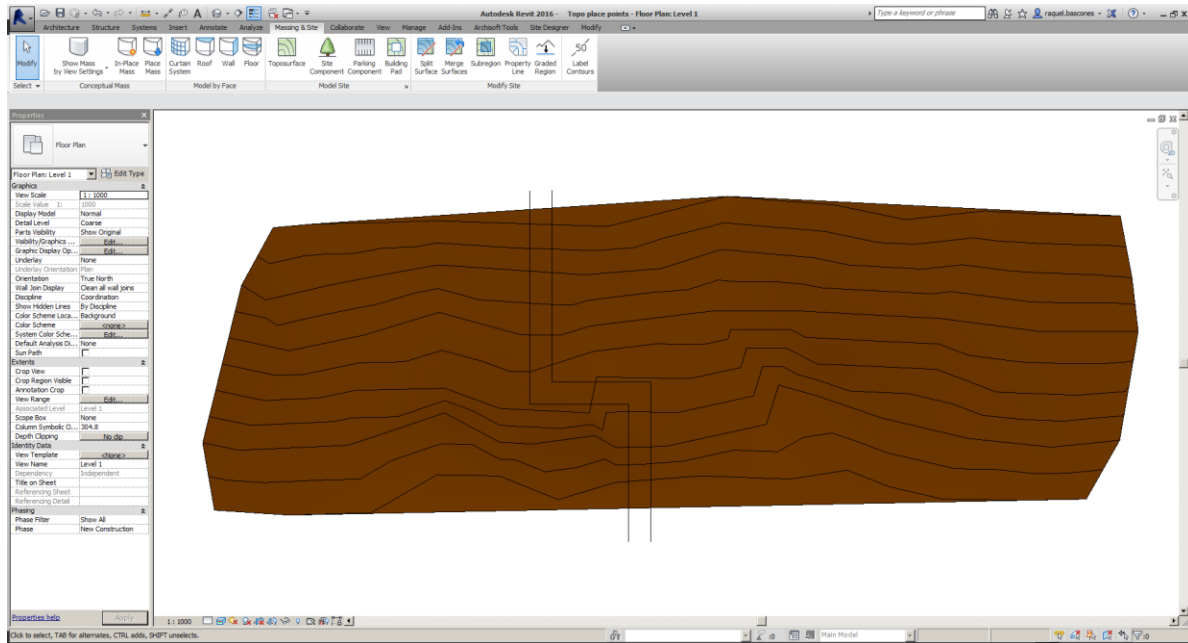 Autodesk Revit 2016 - Topo place points - Floor Plan: Level 1
Type a keyword or phrase
raquel.bascones
Architecture Structure Systems Insert Annotate Analyze Massing & Site Collaborate View Manage Add-Ins Archisoft Tools Site Designer Modify
Modify
Show Mass by View Settings
In-Place Mass
Place Mass
Curtain System
Roof
Wall
Floor
Toposurface
Site Component
Parking Component
Building Pad
Split Surface
Merge Surfaces
Subregion
Property Line
Graded Region
Label Contours
Select
Conceptual Mass
Model by Face
Model Site
Modify Site
Properties
Floor Plan
Floor Plan: Level 1 Edit Type
Graphics
View Scale 1 : 1000
Scale Value 1: 1000
Display Model Normal
Detail Level Coarse
Parts Visibility Show Original
Visibility/Graphics ... Edit...
Graphic Display Op... Edit...
Underlay None
Underlay Orientation Plan
Orientation True North
Wall Join Display Clean all wall joins
Discipline Coordination
Show Hidden Lines By Discipline
Color Scheme Loca... Background
Color Scheme <none>
System Color Sche... Edit...
Default Analysis Di... None
Sun Path
Extents
Crop View
Crop Region Visible
Annotation Crop
View Range Edit...
Associated Level Level 1
Scope Box None
Column Symbolic O... 304.8
Depth Clipping No clip
Identity Data
View Template <None>
View Name Level 1
Dependency Independent
Title on Sheet
Referencing Sheet
Referencing Detail
Phasing
Phase Filter Show All
Phase New Construction
Properties help Apply
1 : 1000
Click to select, TAB for alternates, CTRL adds, SHIFT unselects.
:0
Main Model
:0